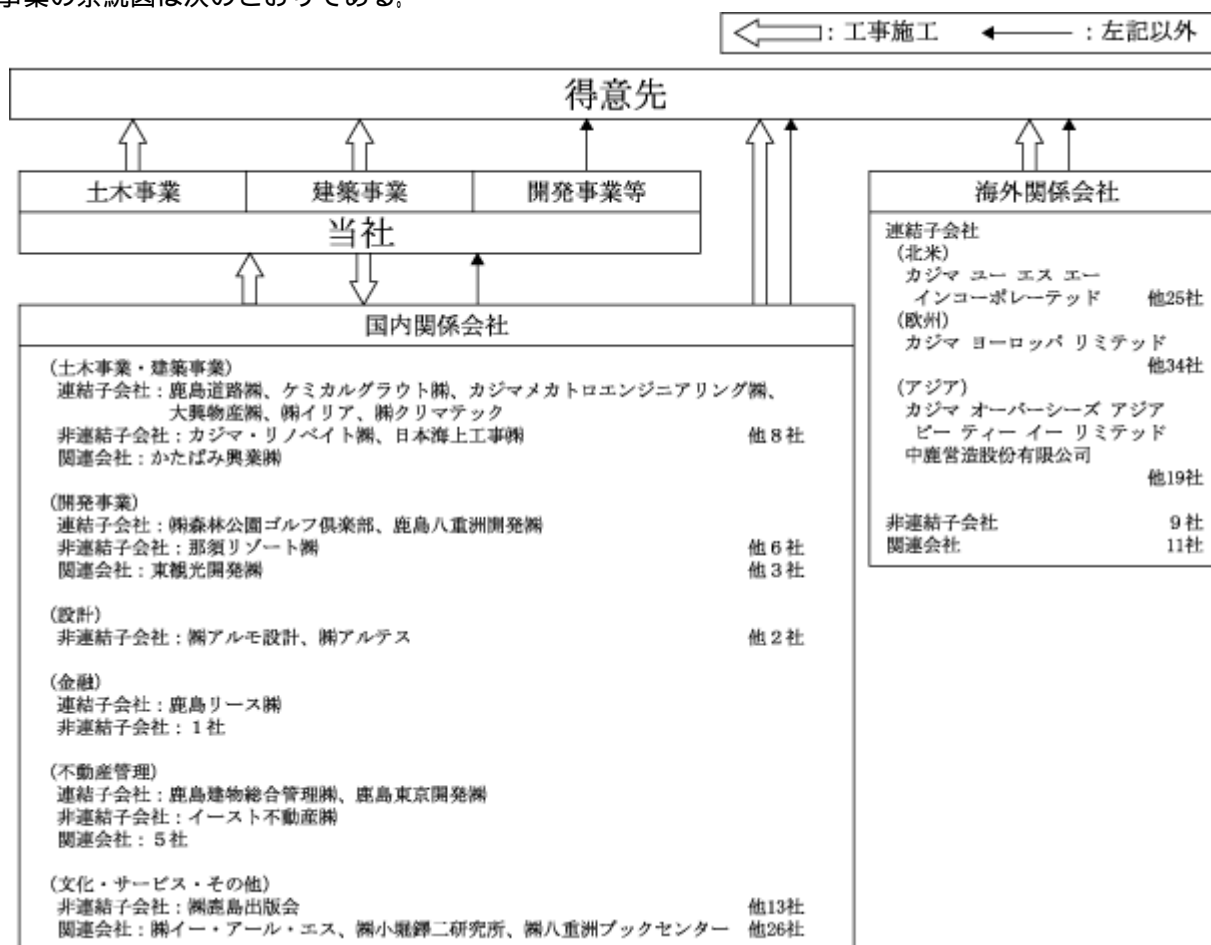 事業の系統図は次のとおりである。
：工事施工 ：左記以外
得意先
土木事業 建築事業 開発事業等
当社
国内関係会社
(土木事業・建築事業)
連結子会社：鹿島道路㈱、ケミカルグラウト㈱、カジマメカトロエンジニアリング㈱、
大興物産㈱、㈱イリア、㈱クリマテック
非連結子会社：カジマ・リノベイト㈱、日本海上工事㈱ 他８社
関連会社：かたばみ興業㈱
(開発事業)
連結子会社：㈱森林公園ゴルフ倶楽部、鹿島八重洲開発㈱
非連結子会社：那須リゾート㈱ 他６社
関連会社：東観光開発㈱ 他３社
(設計)
非連結子会社：㈱アルモ設計、㈱アルテス 他２社
(金融)
連結子会社：鹿島リース㈱
非連結子会社：１社
(不動産管理)
連結子会社：鹿島建物総合管理㈱、鹿島東京開発㈱
非連結子会社：イースト不動産㈱
関連会社：５社
(文化・サービス・その他)
非連結子会社：㈱鹿島出版会 他13社
関連会社：㈱イー・アール・エス、㈱小堀鐸二研究所、㈱八重洲ブックセンター 他26社
海外関係会社
連結子会社
(北米)
カジマ ユー エス エー
インコーポレーテッド 他25社
(欧州)
カジマ ヨーロッパ リミテッド
他34社
(アジア)
カジマ オーバーシーズ アジア
ピー ティー イー リミテッド
中鹿営造股份有限公司
他19社
非連結子会社 ９社
関連会社 11社